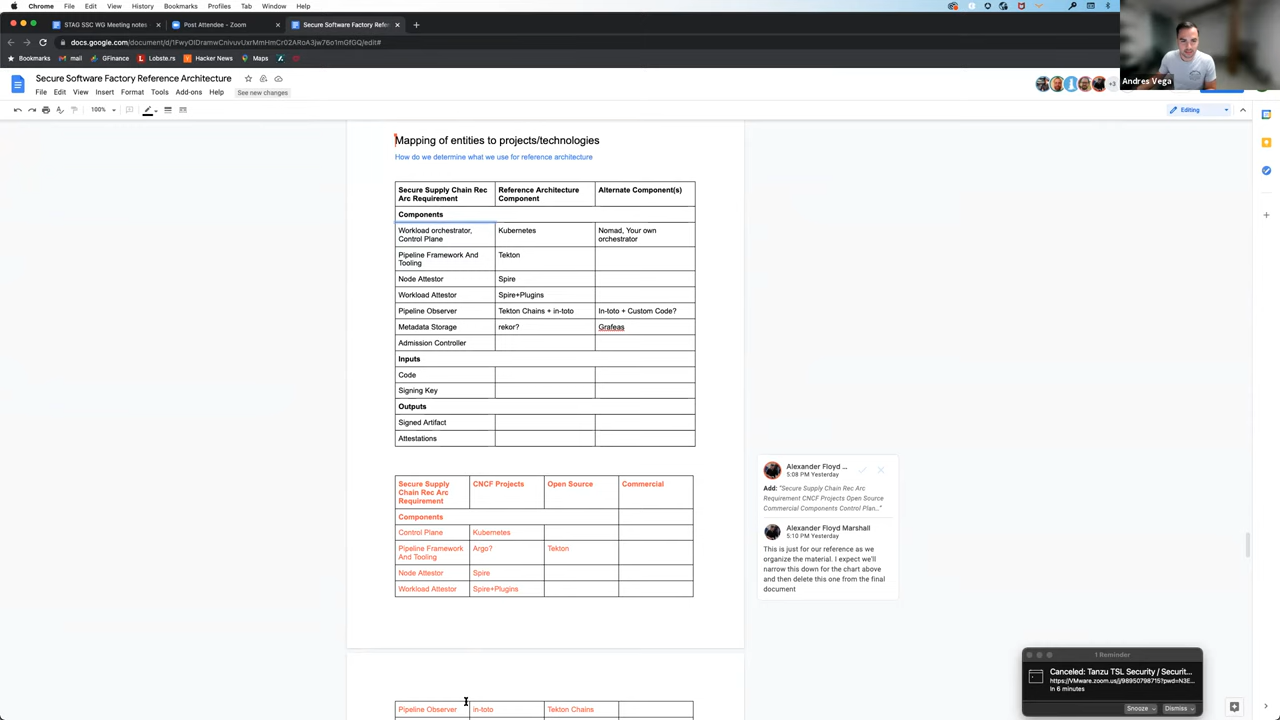 Chrome File Edit View History Bookmarks Profiles Tab Window Help
STAG SSC WG Meeting notes
Post Attendee - Zoom
Secure Software Factory Refere
Bookmarks mail GFinance Lobste.rs Hacker News Maps
Secure Software Factory Reference Architecture
File Edit View Insert Format Tools Add-ons Help See new changes
+3
Andres Vega
100%
Editing
Mapping of entities to projects/technologies
How do we determine what we use for reference architecture
Secure Supply Chain Rec Arc Requirement
Reference Architecture Component
Alternate Component(s)
Components
Workload orchestrator, Control Plane
Kubernetes
Nomad, Your own orchestrator
Pipeline Framework And Tooling
Tekton
Node Attestor
Spire
Workload Attestor
Spire+Plugins
Pipeline Observer
Tekton Chains + in-toto
In-toto + Custom Code?
Metadata Storage
rekor?
Grafeas
Admission Controller
Inputs
Code
Signing Key
Outputs
Signed Artifact
Attestations
Secure Supply Chain Rec Arc Requirement
CNCF Projects
Open Source
Commercial
Components
Control Plane
Kubernetes
Pipeline Framework And Tooling
Argo?
Tekton
Node Attestor
Spire
Workload Attestor
Spire+Plugins
Pipeline Observer
in-toto
Tekton Chains
Alexander Floyd ...
5:08 PM Yesterday
Add: "Secure Supply Chain Rec Arc
Requirement CNCF Projects Open Source
Commercial Components Control Plan..."
Alexander Floyd Marshall
5:10 PM Yesterday
This is just for our reference as we
organize the material. I expect we'll
narrow this down for the chart above
and then delete this one from the final
document
1 Reminder
Canceled: Tanzu TSL Security / Securit...
In 6 minutes
Snooze
Dismiss